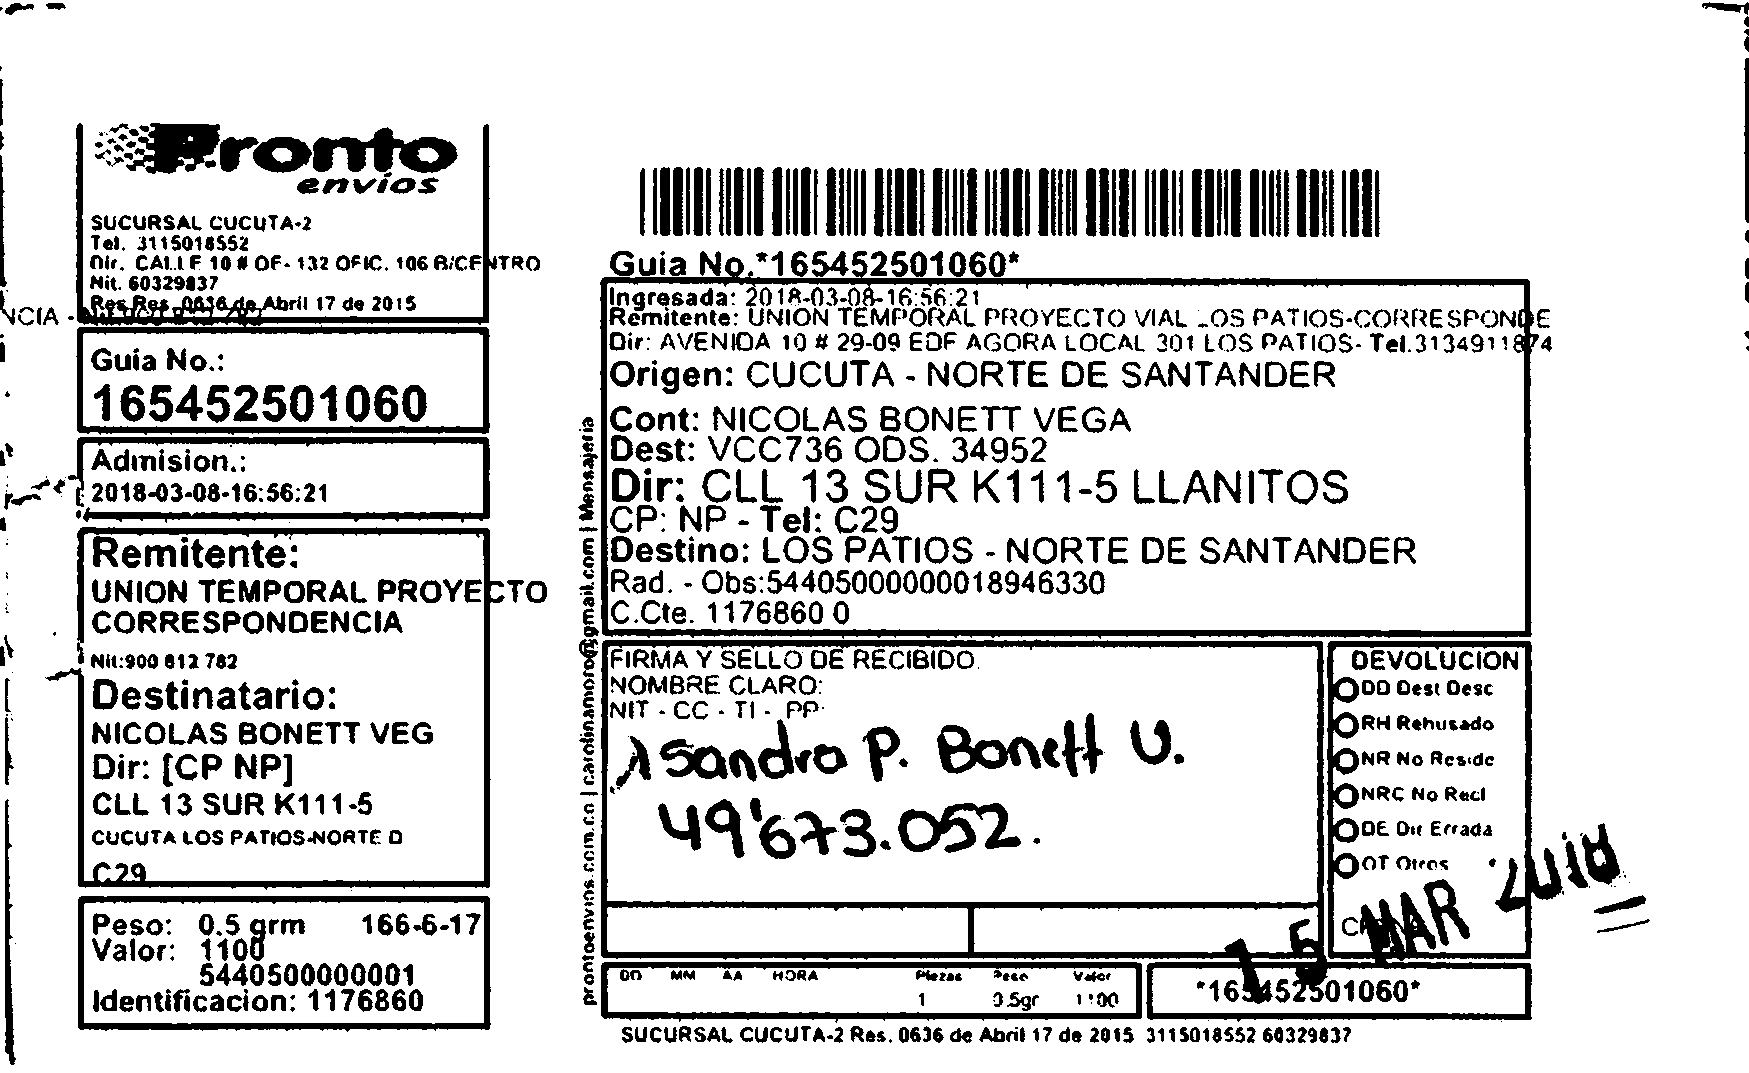 Pronto
envíos
SUCURSAL CUCUTA-2
Tel. 3115018552
Dir. CALLE 10 # OF- 132 OFIC. 106 B/CENTRO
Nit. 60329837
Res Res. 0636 de Abril 17 de 2015
NCIA -
Guia No.:
165452501060
Admision.:
2018-03-08-16:56:21
Remitente:
UNION TEMPORAL PROYECTO
CORRESPONDENCIA
Nit:900 812 782
Destinatario:
NICOLAS BONETT VEG
Dir: [CP NP]
CLL 13 SUR K111-5
CUCUTA LOS PATIOS-NORTE D
C29
Peso: 0.5 grm 166-6-17
Valor: 1100
5440500000001
Identificacion: 1176860
prontoenvios.com.co | carolinamoro@gmail.com | Mensajeria
Guia No.*165452501060*
Ingresada: 2018-03-08-16:56:21
Remitente: UNION TEMPORAL PROYECTO VIAL LOS PATIOS-CORRESPONDE
Dir: AVENIDA 10 # 29-09 EDF AGORA LOCAL 301 LOS PATIOS- Tel.3134911874
Origen: CUCUTA - NORTE DE SANTANDER
Cont: NICOLAS BONETT VEGA
Dest: VCC736 ODS. 34952
Dir: CLL 13 SUR K111-5 LLANITOS
CP: NP - Tel: C29
Destino: LOS PATIOS - NORTE DE SANTANDER
Rad. - Obs:54405000000018946330
C.Cte. 1176860 0
FIRMA Y SELLO DE RECIBIDO
NOMBRE CLARO:
NIT - CC - TI - PP:
Sandra P. Bonett V.
49'673.052.
DEVOLUCION
DD Dest Desc
RH Rehusado
NR No Reside
NRC No Recl
DE Dir Errada
OT Otros
15 MAR 2018
DD MM AA HORA Piezas Peso Valor
1 0.5gr 1100
*165452501060*
SUCURSAL CUCUTA-2 Res. 0636 de Abril 17 de 2015 3115018552 60329837